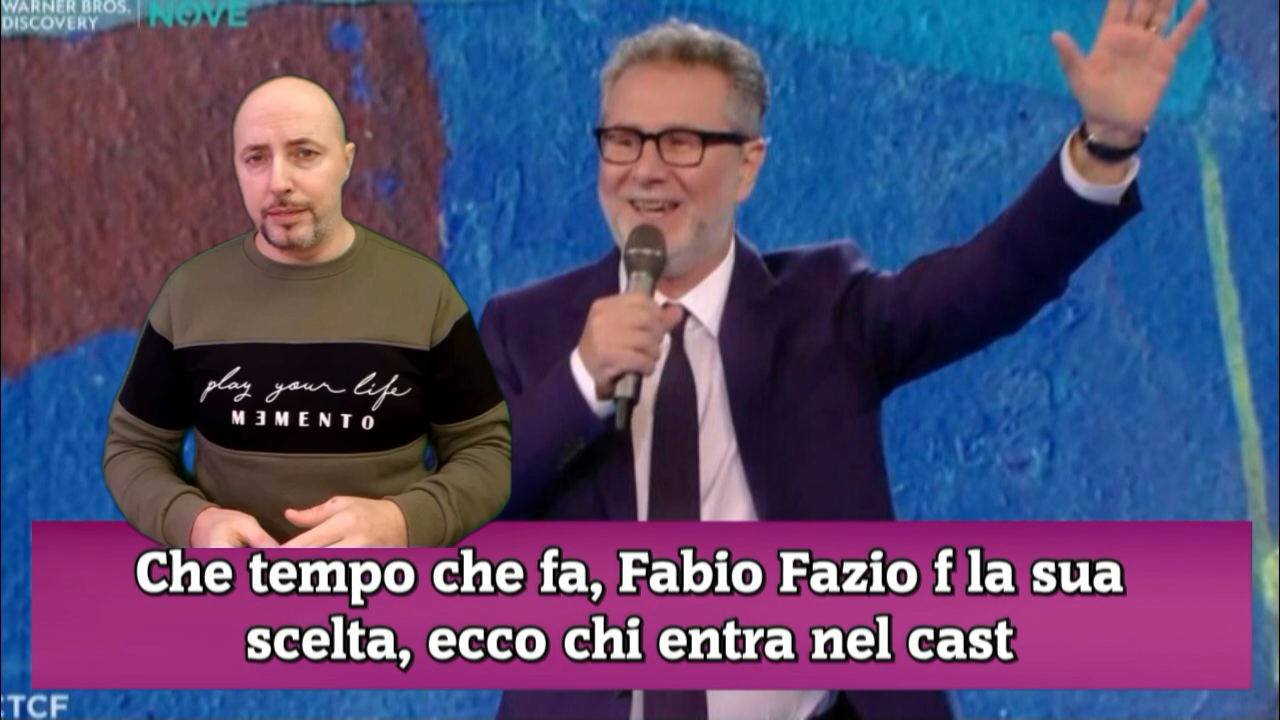 WARNER BROS.
DISCOVERY
NOVE
play your life
MƎMENTO
Che tempo che fa, Fabio Fazio f la sua
scelta, ecco chi entra nel cast
CTCF